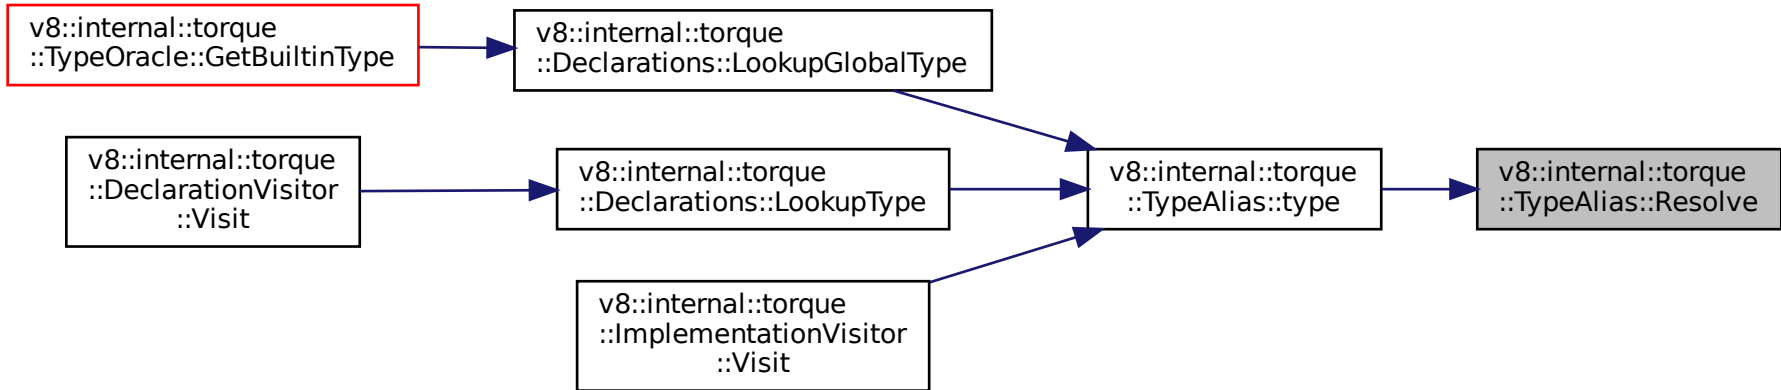 v8::internal::torque
::TypeOracle::GetBuiltinType
v8::internal::torque
::Declarations::LookupGlobalType
v8::internal::torque
::DeclarationVisitor
::Visit
v8::internal::torque
::Declarations::LookupType
v8::internal::torque
::TypeAlias::type
v8::internal::torque
::TypeAlias::Resolve
v8::internal::torque
::ImplementationVisitor
::Visit